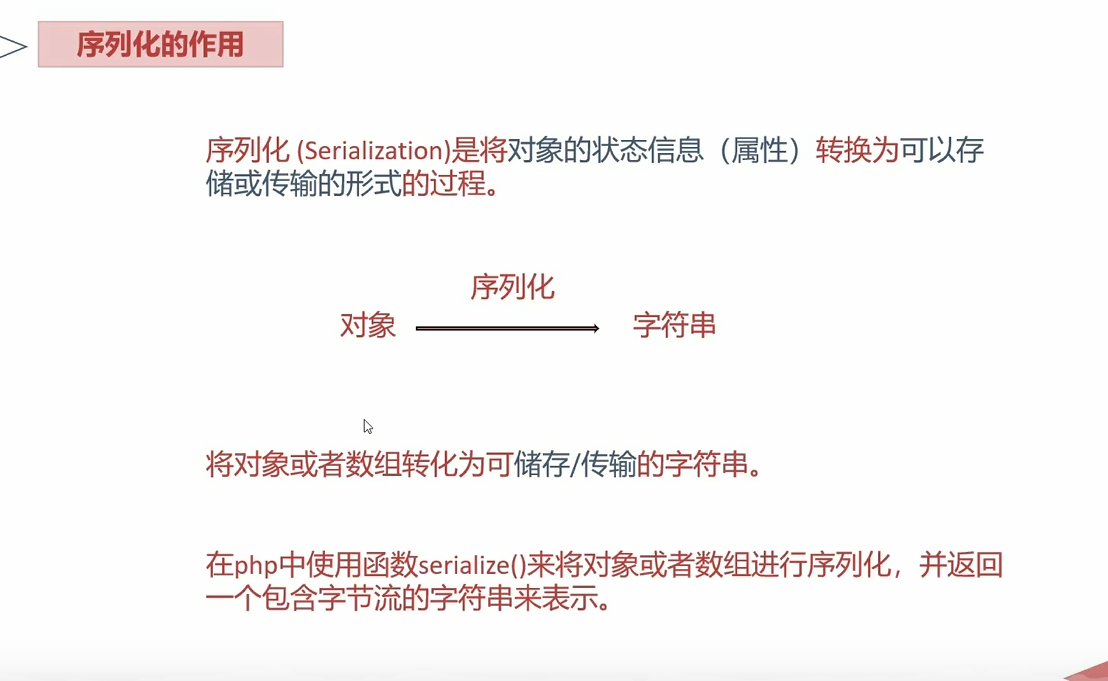 序列化的作用
序列化 (Serialization)是将对象的状态信息（属性）转换为可以存
储或传输的形式的过程。
序列化
对象 字符串
将对象或者数组转化为可储存/传输的字符串。
在php中使用函数serialize()来将对象或者数组进行序列化，并返回
一个包含字节流的字符串来表示。